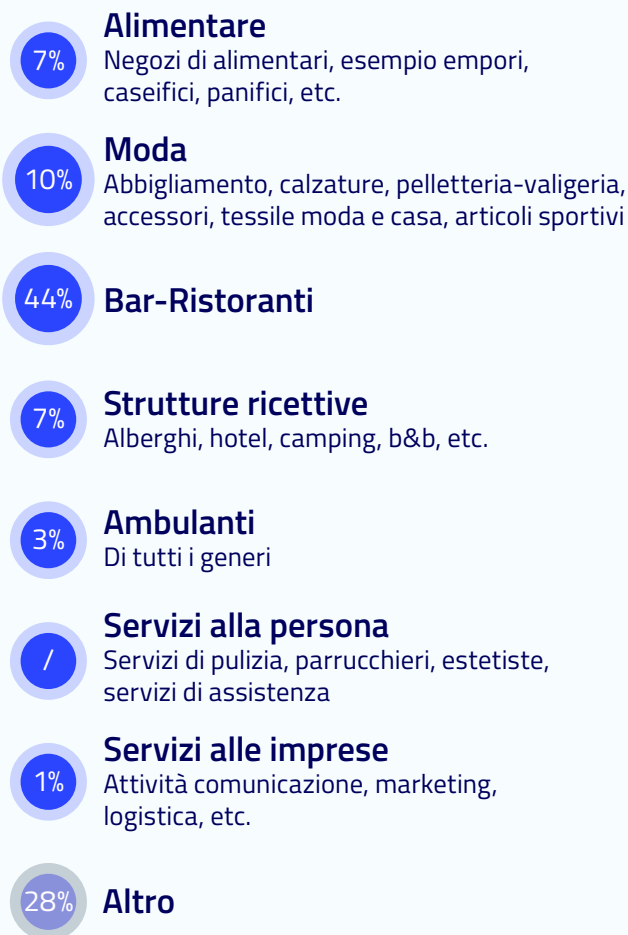 Alimentare
7%
Negozi di alimentari, esempio empori,
caseifici, panifici, etc.
Moda
10%
Abbigliamento, calzature, pelletteria-valigeria,
accessori, tessile moda e casa, articoli sportivi
44%
Bar-Ristoranti
7%
Strutture ricettive
Alberghi, hotel, camping, b&b, etc.
3%
Ambulanti
Di tutti i generi
/
Servizi alla persona
Servizi di pulizia, parrucchieri, estetiste,
servizi di assistenza
1%
Servizi alle imprese
Attività comunicazione, marketing,
logistica, etc.
28%
Altro